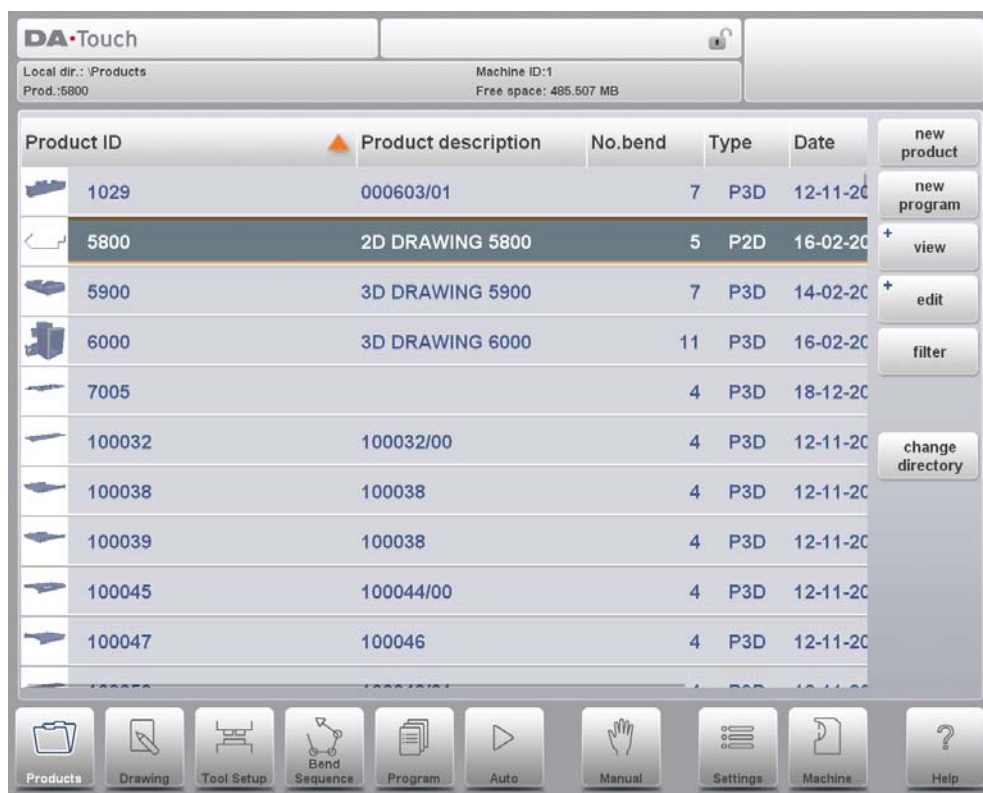 DA·Touch
Local dir.: \Products
Prod.:5800
Machine ID:1
Free space: 485.507 MB
Product ID Product description No.bend Type Date
1029 000603/01 7 P3D 12-11-20
5800 2D DRAWING 5800 5 P2D 16-02-20
5900 3D DRAWING 5900 7 P3D 14-02-20
6000 3D DRAWING 6000 11 P3D 16-02-20
7005 4 P3D 18-12-20
100032 100032/00 4 P3D 12-11-20
100038 100038 4 P3D 12-11-20
100039 100038 4 P3D 12-11-20
100045 100044/00 4 P3D 12-11-20
100047 100046 4 P3D 12-11-20
new
product
new
program
+ view
+ edit
filter
change
directory
Products
Drawing
Tool Setup
Bend
Sequence
Program
Auto
Manual
Settings
Machine
?
Help